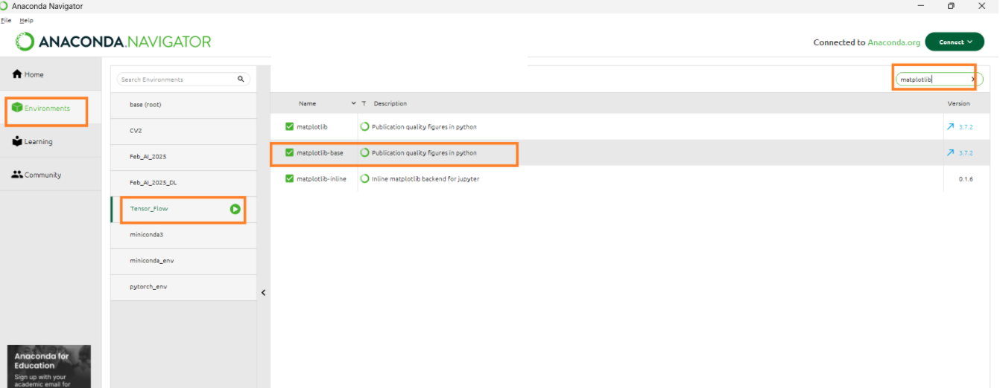 Anaconda Navigator
File Help
ANACONDA.NAVIGATOR
Connected to Anaconda.org Connect
Home
Environments
Learning
Community
Anaconda for
Education
Sign up with your
academic email for
Search Environments
base (root)
CV2
Feb_AI_2025
Feb_AI_2025_DL
Tensor_Flow
miniconda3
miniconda_env
pytorch_env
matplotlib
Name T Description Version
matplotlib Publication quality figures in python 3.7.2
matplotlib-base Publication quality figures in python 3.7.2
matplotlib-inline Inline matplotlib backend for jupyter 0.1.6